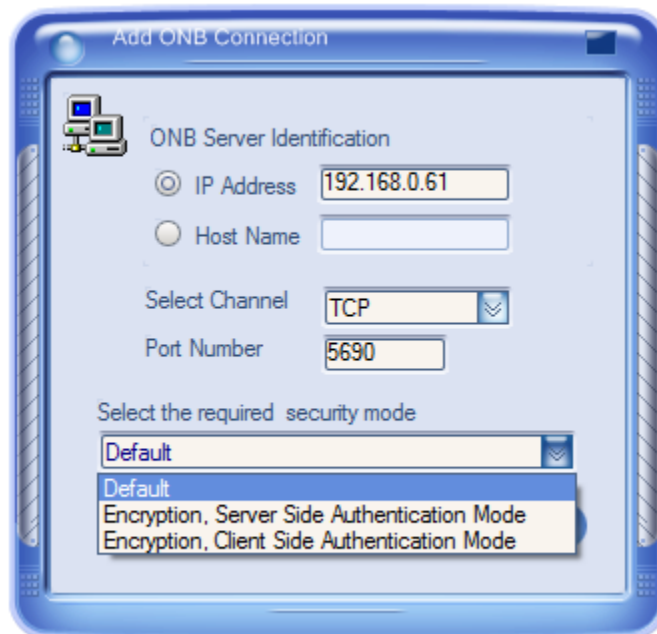 Add ONB Connection
ONB Server Identification
IP Address 192.168.0.61
Host Name
Select Channel TCP
Port Number 5690
Select the required security mode
Default
Default
Encryption, Server Side Authentication Mode
Encryption, Client Side Authentication Mode